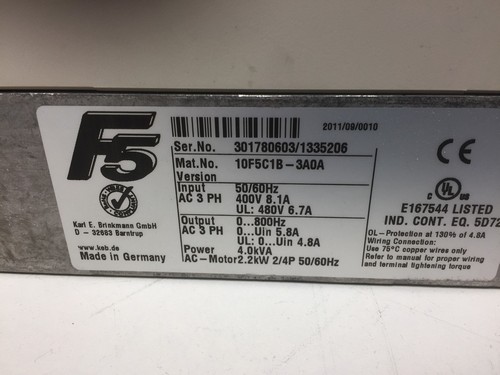 F5
2011/09/0010
Ser.No. 301780603/1335206
Mat.No. 10F5C1B-3A0A
Version
Input 50/60Hz
AC 3 PH 400V 8.1A
UL: 480V 6.7A
Output 0...800Hz
AC 3 PH 0...Uin 5.8A
UL: 0...Uin 4.8A
Power 4.0kVA
AC-Motor 2.2kW 2/4P 50/60Hz
Karl E. Brinkmann GmbH
D - 32683 Barntrup
www.keb.de
Made in Germany
C UL US
E167544 LISTED
IND. CONT. EQ. 5D72
OL-Protection at 130% of 4.8A
Wiring Connection:
Use 75°C copper wires only
Refer to manual for proper wiring
and terminal tightening torque